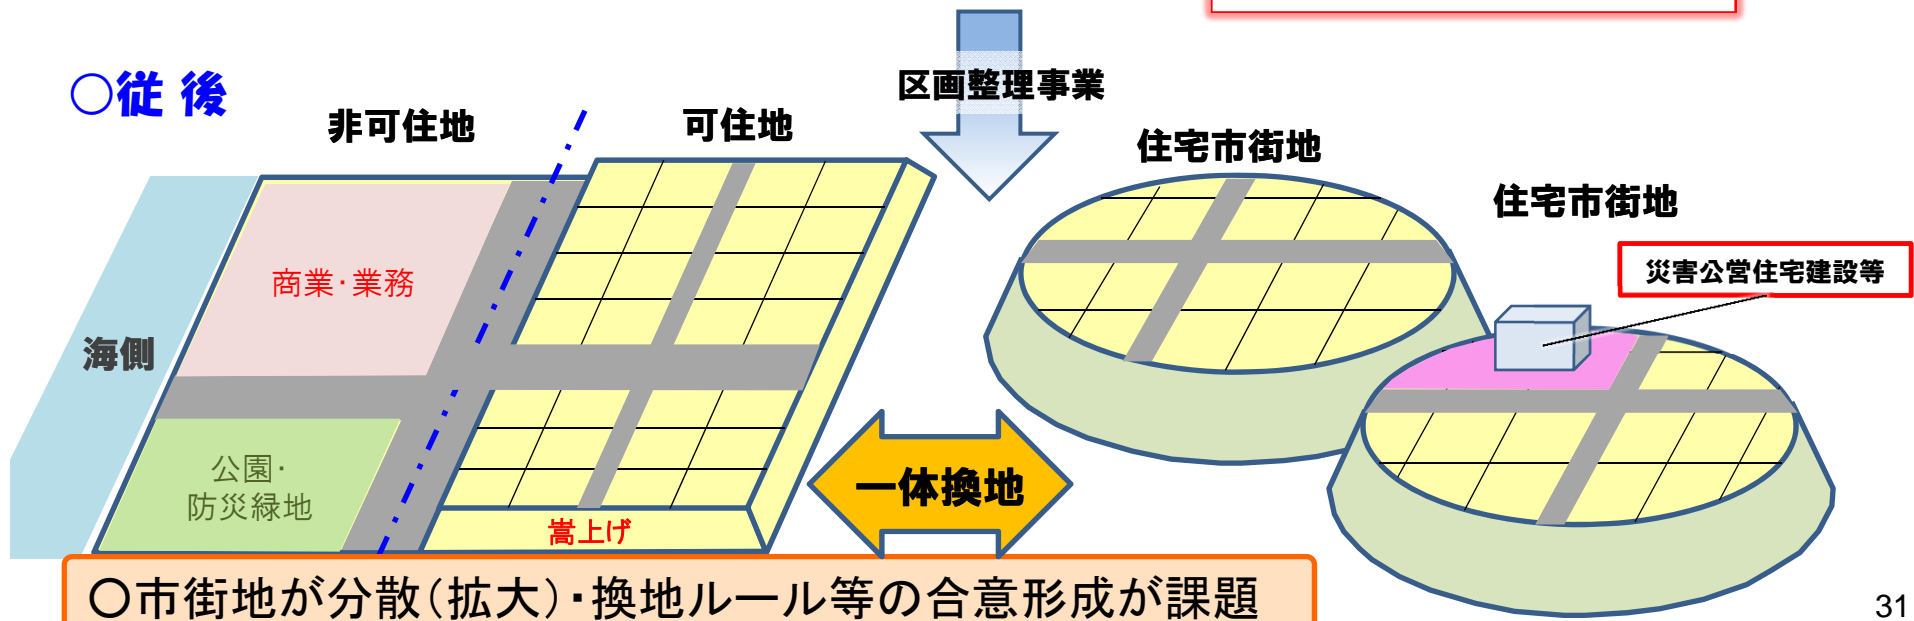 区画整理事業
○従 後
非可住地
可住地
住宅市街地
住宅市街地
災害公営住宅建設等
商業・業務
海側
公園・
防災緑地
一体換地
嵩上げ
○市街地が分散(拡大)・換地ルール等の合意形成が課題
31